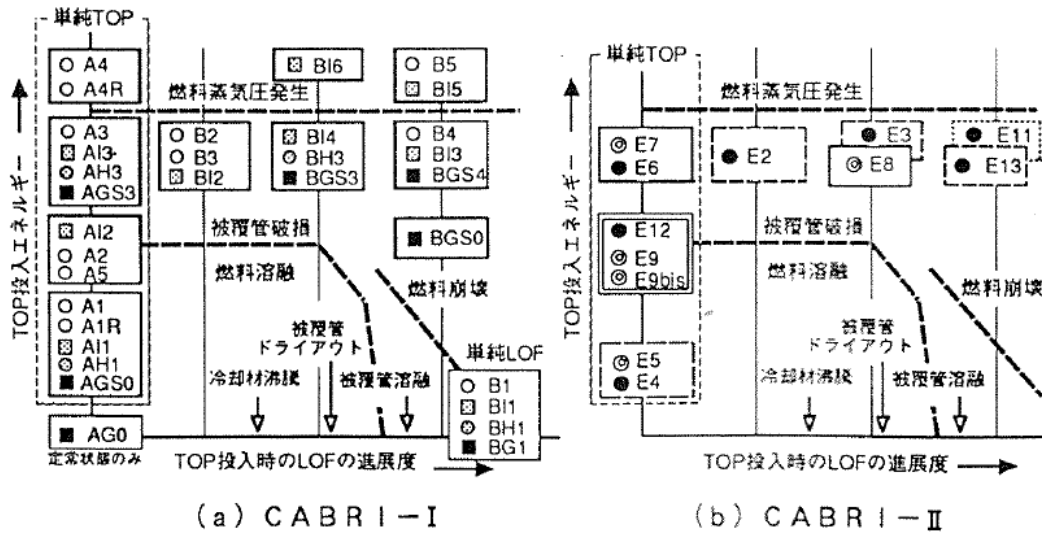 単純TOP
A4
A4R
BI6
B5
BI5
燃料蒸気圧発生
A3
AI3
AH3
AGS3
B2
B3
BI2
BI4
BH3
BGS3
B4
BI3
BGS4
AI2
A2
A5
被覆管破損
燃料溶融
BGS0
燃料崩壊
A1
A1R
AI1
AH1
AGS0
冷却材沸騰
被覆管
ドライアウト
被覆管溶融
単純LOF
B1
BI1
BH1
BG1
AG0
定常状態のみ
TOP投入エネルギー
TOP投入時のLOFの進展度
(a) CABRI-I
単純TOP
燃料蒸気圧発生
E7
E6
E2
E3
E8
E11
E13
E12
E9
E9bis
被覆管破損
燃料溶融
燃料崩壊
E5
E4
冷却材沸騰
被覆管
ドライアウト
被覆管溶融
TOP投入エネルギー
TOP投入時のLOFの進展度
(b) CABRI-II